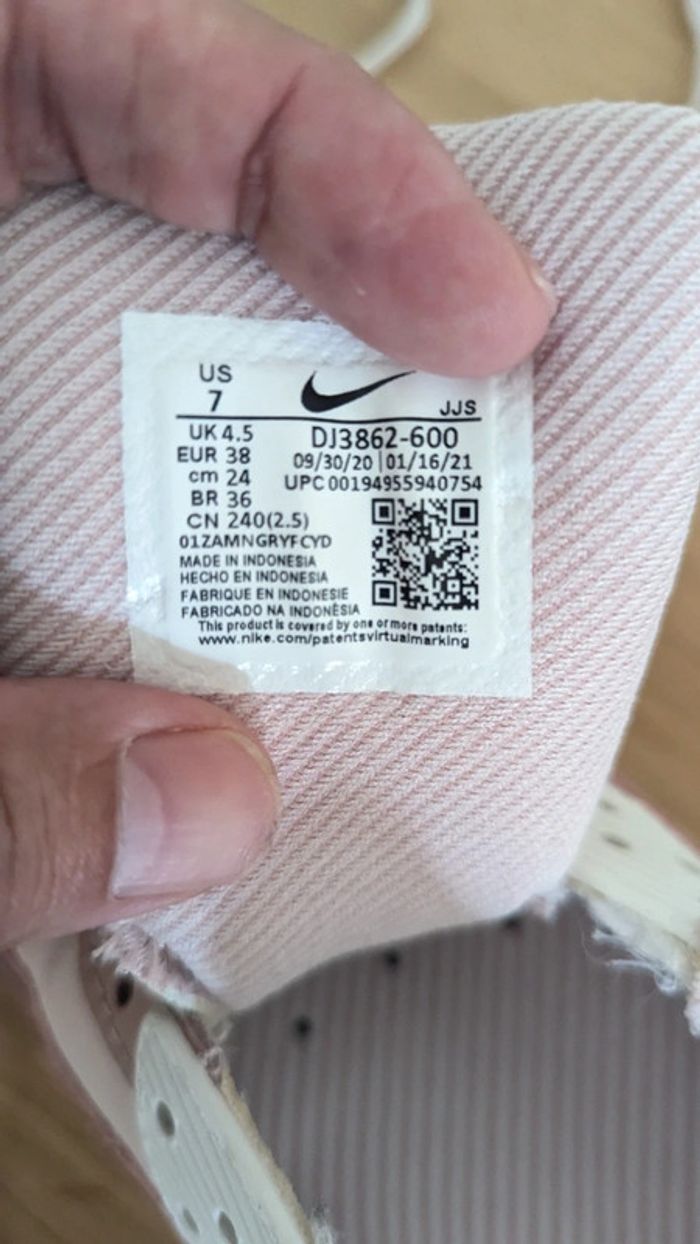 US
7
JJS
UK 4.5
DJ3862-600
EUR 38
09/30/20 | 01/16/21
cm 24
UPC 00194955940754
BR 36
CN 240(2.5)
01ZAMNGRYFCYD
MADE IN INDONESIA
HECHO EN INDONESIA
FABRIQUE EN INDONESIE
FABRICADO NA INDONÉSIA
This product is covered by one or more patents:
www.nike.com/patentsvirtualmarking